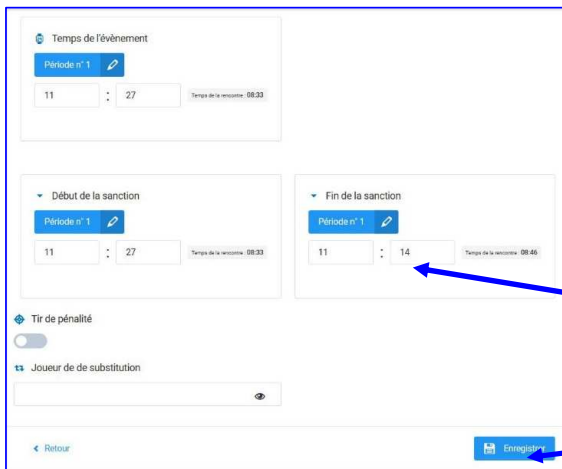 Temps de l'évènement
Période n° 1
11 : 27 Temps de la rencontre : 08:33
Début de la sanction
Période n° 1
11 : 27 Temps de la rencontre : 08:33
Fin de la sanction
Période n° 1
11 : 14 Temps de la rencontre : 08:46
Tir de pénalité
Joueur de de substitution
Retour
Enregistrer